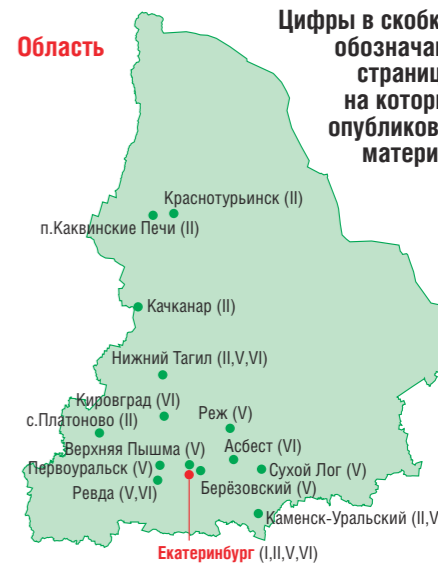 Область
Цифры в скобк
обознача
страниц
на котор
опубликов
матери
Краснотурьинск (II)
п.Каквинские Печи (II)
Качканар (II)
Нижний Тагил (II,V,VI)
Кировград (VI)
с.Платоново (II)
Реж (V)
Верхняя Пышма (V)
Асбест (VI)
Первоуральск (V)
Сухой Лог (V)
Ревда (V,VI)
Берёзовский (V)
Каменск-Уральский (II,V
Екатеринбург (I,II,V,VI)